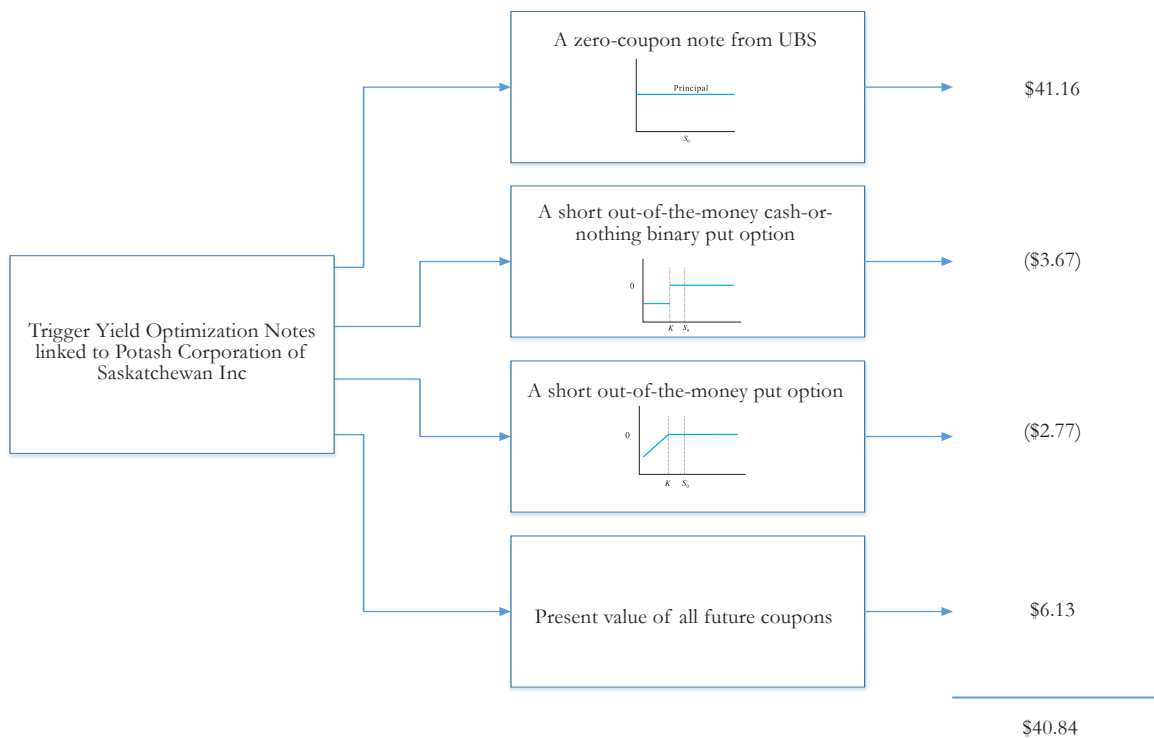 A zero-coupon note from UBS
Principal
S0
$41.16
A short out-of-the-money cash-or-
nothing binary put option
0
K
S0
($3.67)
Trigger Yield Optimization Notes
linked to Potash Corporation of
Saskatchewan Inc
A short out-of-the-money put option
0
K
S0
($2.77)
Present value of all future coupons
$6.13
$40.84